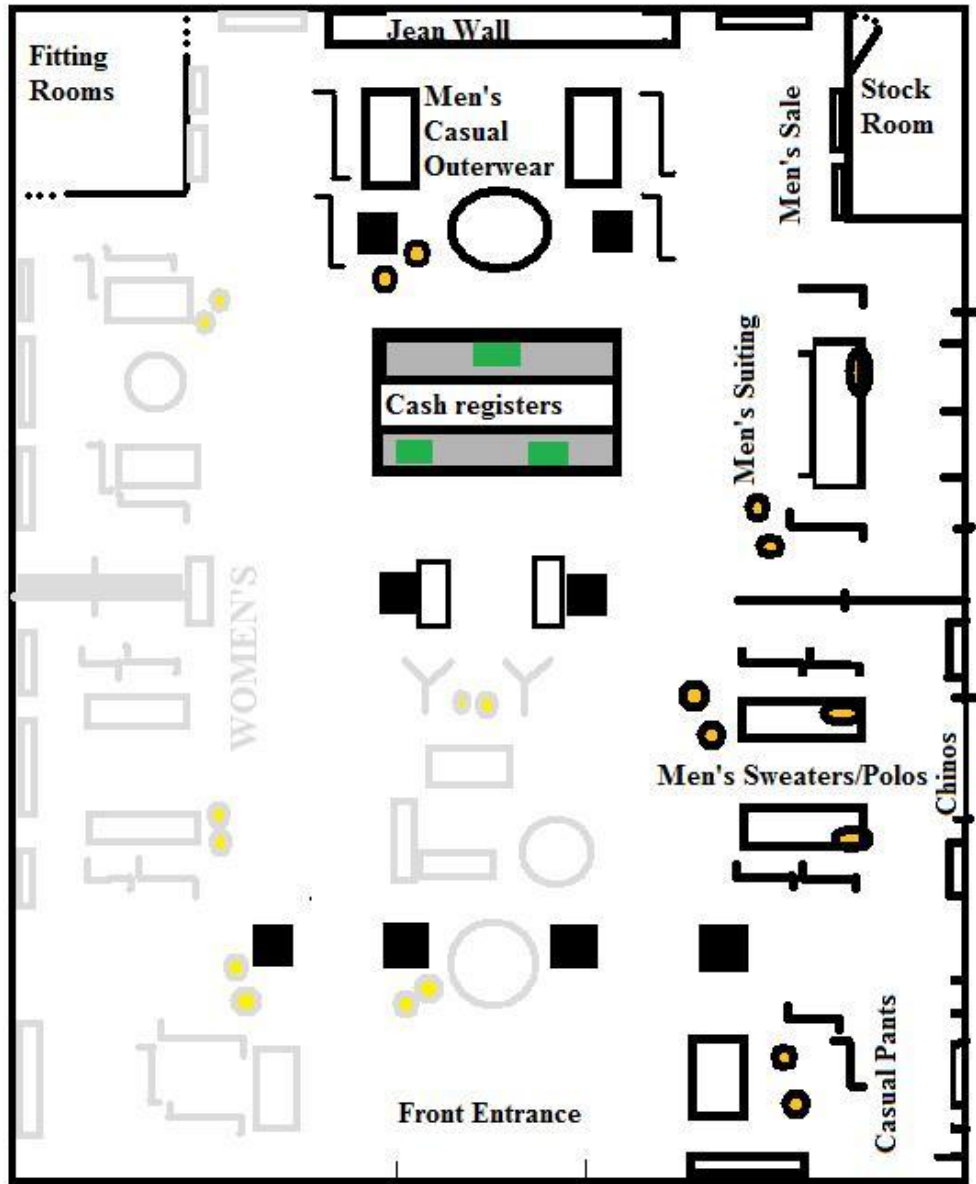 Jean Wall
Fitting
Rooms
Men's
Casual
Outerwear
Men's Sale
Stock
Room
Cash registers
Men's Suiting
WOMEN'S
Men's Sweaters/Polos
Chinos
Casual Pants
Front Entrance